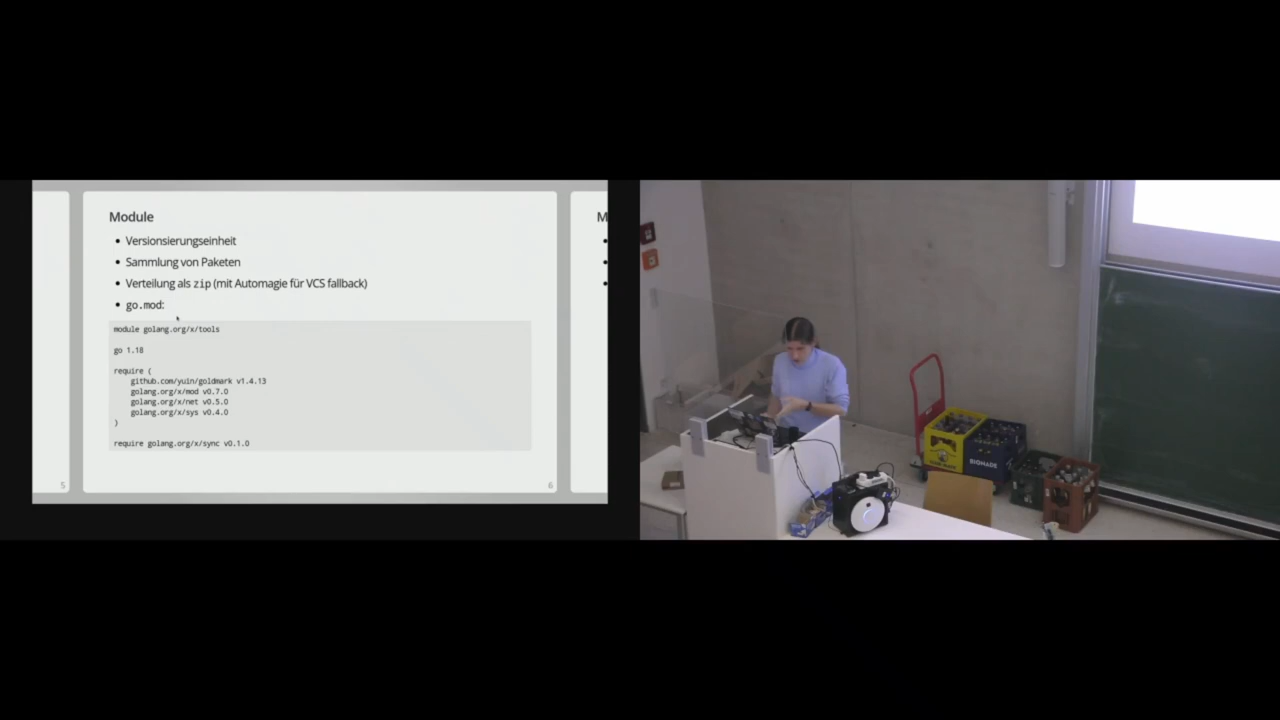 Module
• Versionsierungseinheit
• Sammlung von Paketen
• Verteilung als zip (mit Automagie für VCS fallback)
• go.mod:
module golang.org/x/tools
go 1.18
require (
github.com/yuin/goldmark v1.4.13
golang.org/x/mod v0.7.0
golang.org/x/net v0.5.0
golang.org/x/sys v0.4.0
)
require golang.org/x/sync v0.1.0
5
6
M
BIONADE